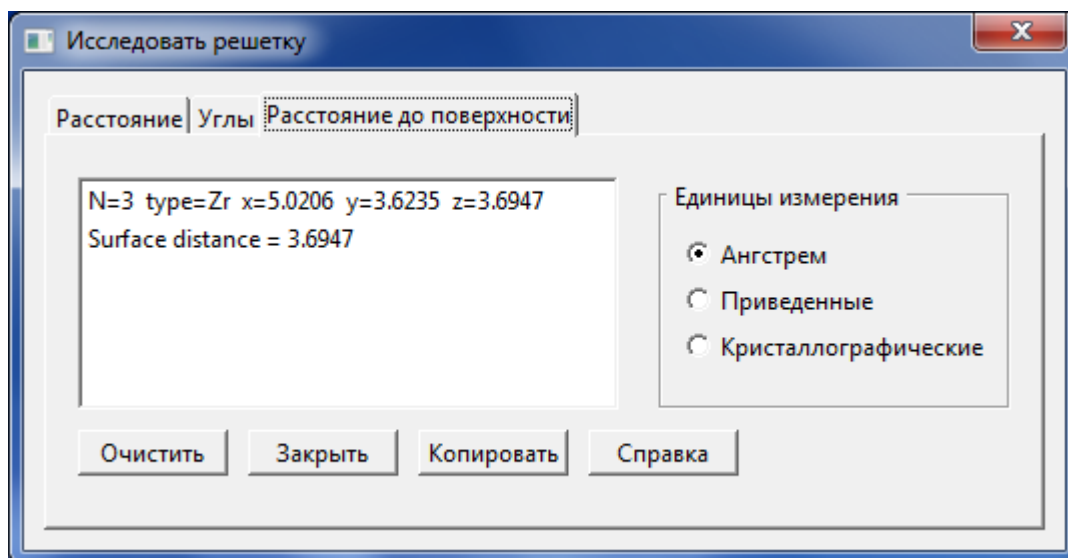 Исследовать решетку
Расстояние Углы Расстояние до поверхности
N=3 type=Zr x=5.0206 y=3.6235 z=3.6947
Surface distance = 3.6947
Единицы измерения
Ангстрем
Приведенные
Кристаллографические
Очистить Закрыть Копировать Справка